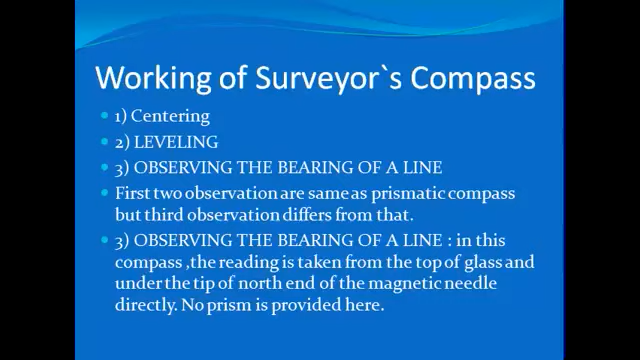 Working of Surveyor`s Compass
1) Centering
2) LEVELING
3) OBSERVING THE BEARING OF A LINE
First two observation are same as prismatic compass
but third observation differs from that.
3) OBSERVING THE BEARING OF A LINE : in this
compass ,the reading is taken from the top of glass and
under the tip of north end of the magnetic needle
directly. No prism is provided here.